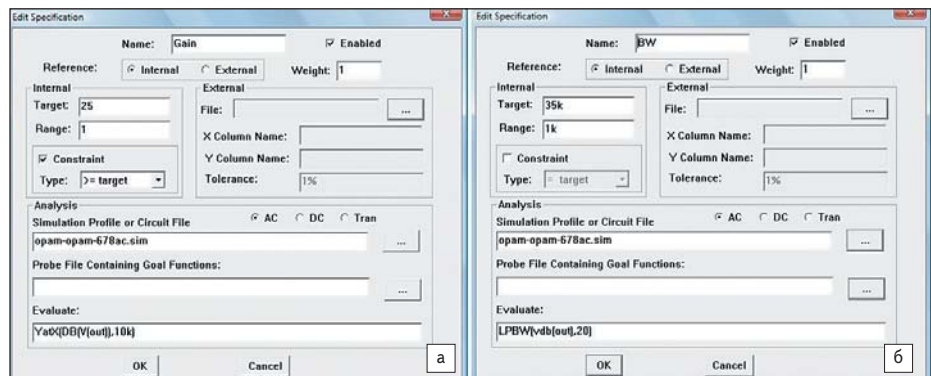 Edit Specification
Name: Gain Enabled
Reference: Internal External Weight: 1
Internal External
Target: 25 File: ...
Range: 1 X Column Name:
Constraint Y Column Name:
Type: >= target Tolerance: 1%
Analysis
Simulation Profile or Circuit File AC DC Tran
opam-opam-678ac.sim ...
Probe File Containing Goal Functions:
...
Evaluate:
YatX(DB(V(out)),10k)
OK Cancel
а
Edit Specification
Name: BW Enabled
Reference: Internal External Weight: 1
Internal External
Target: 35k File: ...
Range: 1k X Column Name:
Constraint Y Column Name:
Type: = target Tolerance: 1%
Analysis
Simulation Profile or Circuit File AC DC Tran
opam-opam-678ac.sim ...
Probe File Containing Goal Functions:
...
Evaluate:
LPBW(vdb(out),20)
OK Cancel
б